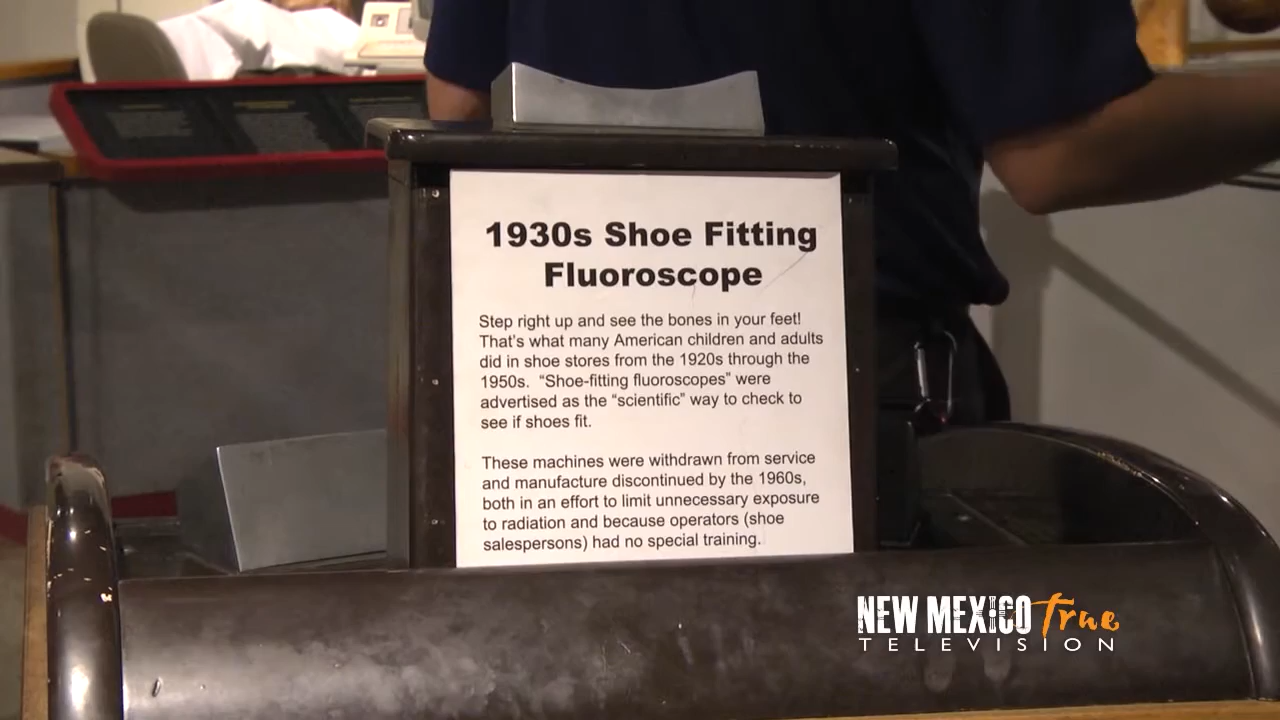 1930s Shoe Fitting
Fluoroscope
Step right up and see the bones in your feet!
That's what many American children and adults
did in shoe stores from the 1920s through the
1950s.  “Shoe-fitting fluoroscopes” were
advertised as the “scientific” way to check to
see if shoes fit.
These machines were withdrawn from service
and manufacture discontinued by the 1960s,
both in an effort to limit unnecessary exposure
to radiation and because operators (shoe
salespersons) had no special training.
NEW MEXICO True
TELEVISION